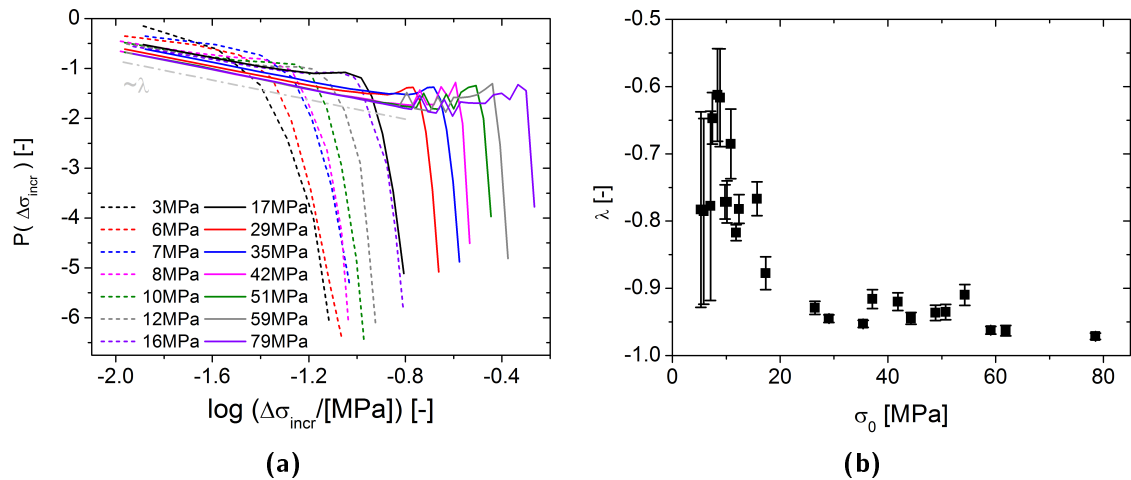 P( Δσincr) [-]
0
-1
-2
-3
-4
-5
-6
~λ
3MPa 17MPa
6MPa 29MPa
7MPa 35MPa
8MPa 42MPa
10MPa 51MPa
12MPa 59MPa
16MPa 79MPa
-2.0 -1.6 -1.2 -0.8 -0.4
log (Δσincr/[MPa]) [-]
(a)
λ [-]
-0.5
-0.6
-0.7
-0.8
-0.9
-1.0
0 20 40 60 80
σ0 [MPa]
(b)